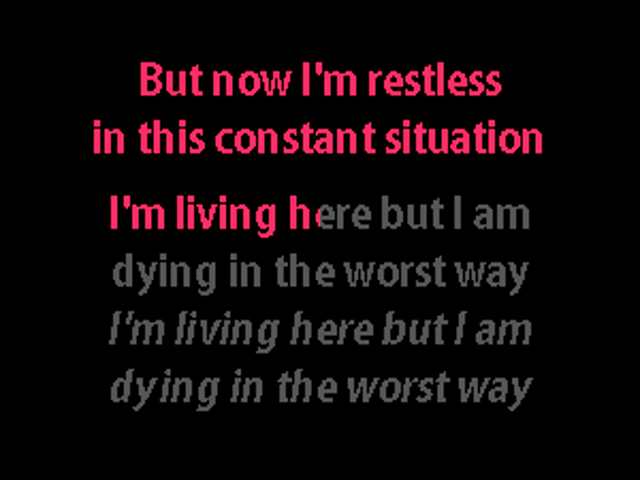 But now I'm restless
in this constant situation
I'm living here but I am
dying in the worst way
I'm living here but I am
dying in the worst way